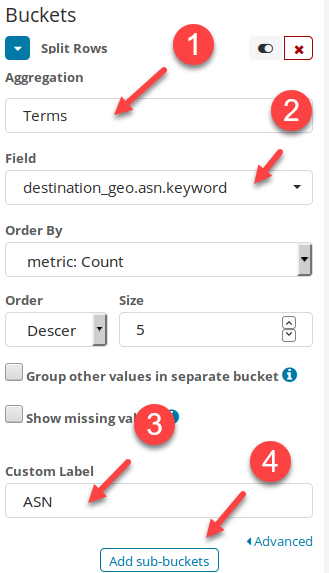 Buckets
Split Rows
1
Aggregation
Terms
2
Field
destination_geo.asn.keyword
Order By
metric: Count
Order Size
Descer 5
Group other values in separate bucket
Show missing val
3
4
Custom Label
ASN
Advanced
Add sub-buckets